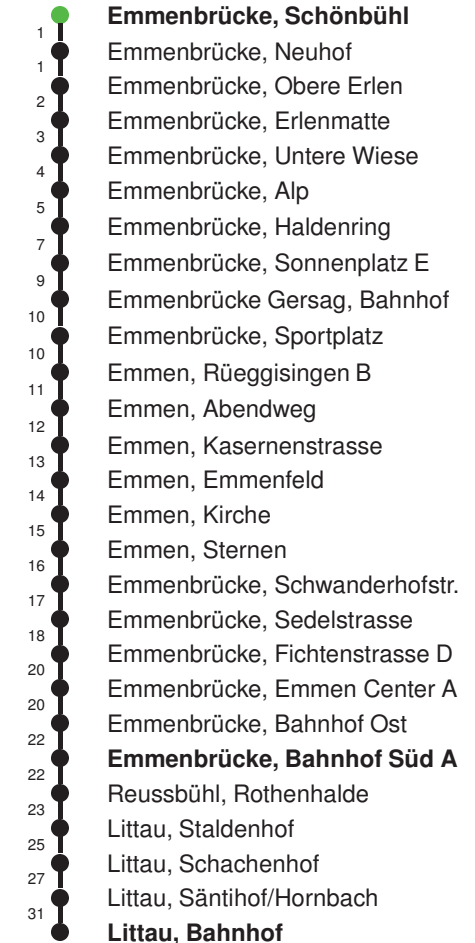 Emmenbrücke, Schönbühl
1
Emmenbrücke, Neuhof
1
Emmenbrücke, Obere Erlen
2
Emmenbrücke, Erlenmatte
3
Emmenbrücke, Untere Wiese
4
Emmenbrücke, Alp
5
Emmenbrücke, Haldenring
7
Emmenbrücke, Sonnenplatz E
9
Emmenbrücke Gersag, Bahnhof
10
Emmenbrücke, Sportplatz
10
Emmen, Rüeggisingen B
11
Emmen, Abendweg
12
Emmen, Kasernenstrasse
13
Emmen, Emmenfeld
14
Emmen, Kirche
15
Emmen, Sternen
16
Emmenbrücke, Schwanderhofstr.
17
Emmenbrücke, Sedelstrasse
18
Emmenbrücke, Fichtenstrasse D
20
Emmenbrücke, Emmen Center A
20
Emmenbrücke, Bahnhof Ost
22
Emmenbrücke, Bahnhof Süd A
22
Reussbühl, Rothenhalde
23
Littau, Staldenhof
25
Littau, Schachenhof
27
Littau, Säntihof/Hornbach
31
Littau, Bahnhof